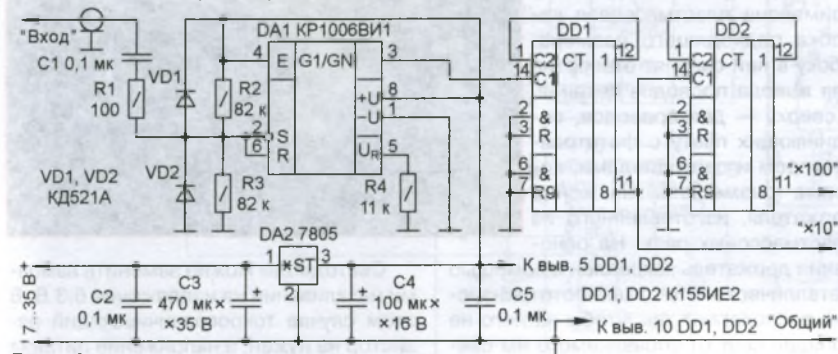 "Вход"
C1 0,1 мк
R1
100
VD1
VD2
VD1, VD2
КД521А
R2
82 к
R3
82 к
DA1 КР1006ВИ1
4
E
G1/GN
3
8
+U
−U
1
2
S
6
R
UR
5
R4
11 к
DD1
1
C2
CT
12
14
C1
2
&
3
R
6
&
7
R9
8
11
DD2
1
C2
CT
1
12
14
C1
2
&
3
R
6
&
7
R9
8
11
"×100"
"×10"
DA2 7805
1
*ST
3
2
+
C2
0,1 мк
C3
470 мк×
×35 В
+
C4
100 мк×
×16 В
+
C5
0,1 мк
К выв. 5 DD1, DD2
DD1, DD2 К155ИЕ2
К выв. 10 DD1, DD2
"Общий"